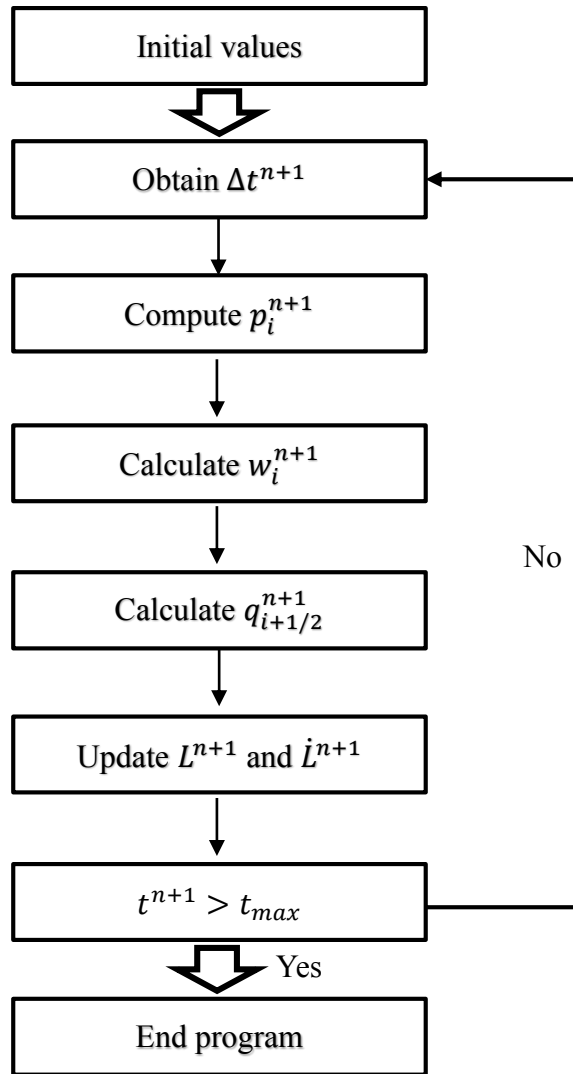 Initial values
Obtain Δt^{n+1}
Compute p_i^{n+1}
Calculate w_i^{n+1}
No
Calculate q_{i+1/2}^{n+1}
Update L^{n+1} and L̇^{n+1}
t^{n+1} > t_{max}
Yes
End program